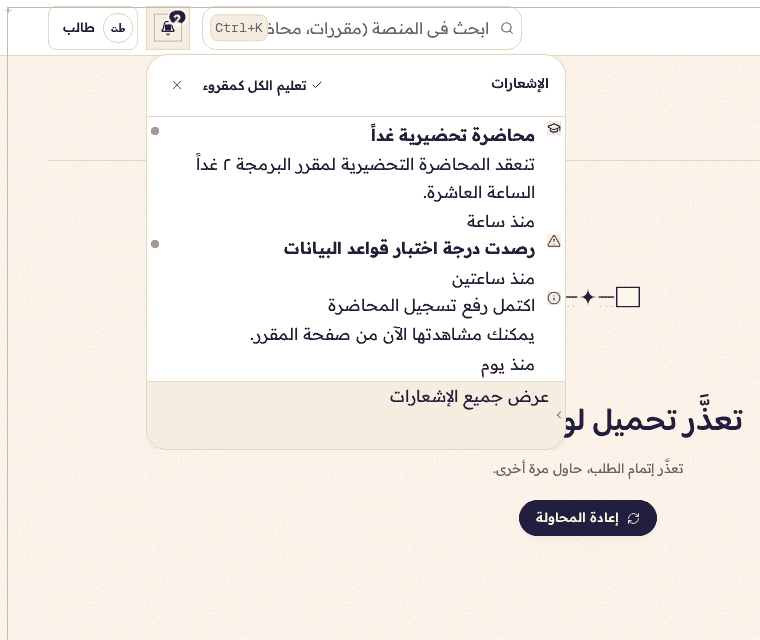 ابحث في المنصة (مقررات، محاض
Ctrl+K
2
طت
طالب
الإشعارات
تعليم الكل كمقروء
محاضرة تحضيرية غداً
تنعقد المحاضرة التحضيرية لمقرر البرمجة ٢ غداً
الساعة العاشرة.
منذ ساعة
رصدت درجة اختبار قواعد البيانات
منذ ساعتين
اكتمل رفع تسجيل المحاضرة
يمكنك مشاهدتها الآن من صفحة المقرر.
منذ يوم
عرض جميع الإشعارات
تعذَّر تحميل لو
تعذَّر إتمام الطلب، حاول مرة أخرى.
إعادة المحاولة